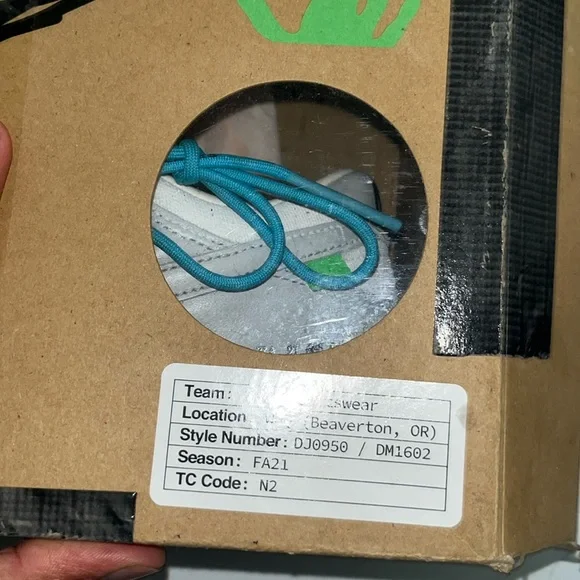 Team: 
Location (Beaverton, OR)
Style Number: DJ0950 / DM1602
Season: FA21
TC Code: N2